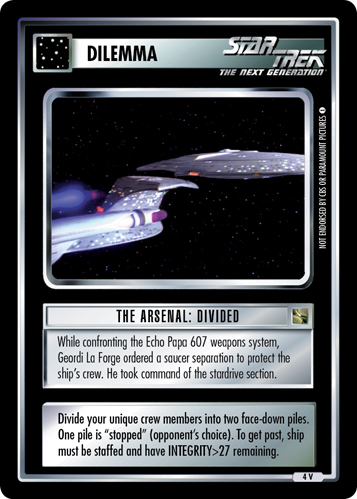 DILEMMA
STAR TREK
THE NEXT GENERATION
NOT ENDORSED BY CBS OR PARAMOUNT PICTURES
THE ARSENAL: DIVIDED
While confronting the Echo Papa 607 weapons system,
Geordi La Forge ordered a saucer separation to protect the
ship's crew. He took command of the stardrive section.
Divide your unique crew members into two face-down piles.
One pile is "stopped" (opponent's choice). To get past, ship
must be staffed and have INTEGRITY>27 remaining.
4 V